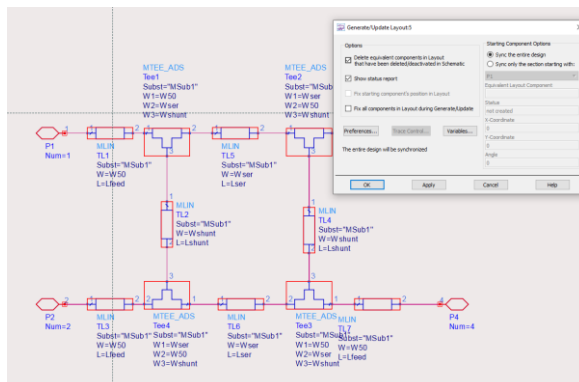 Generate/Update Layout:5
Options
Delete equivalent components in Layout
that have been deleted/deactivated in Schematic
Show status report
Fix starting component's position in Layout
Fix all components in Layout during Generate/Update
Preferences...
Trace Control...
Variables...
The entire design will be synchronized
Starting Component Options
Sync the entire design
Sync only the section starting with:
P1
Equivalent Layout Component
Status
not created
X-Coordinate
0
Y-Coordinate
0
Angle
0
OK
Apply
Cancel
Help
MTEE_ADS
Tee1
Subst="MSub1"
W1=W50
W2=Wser
W3=Wshunt
MTEE_ADS
Tee2
Subst="MSub1"
W1=W50
W2=Wser
W3=Wshunt
P1
Num=1
MLIN
TL1
Subst="MSub1"
W=W50
L=Lfeed
MLIN
TL5
Subst="MSub1"
W=Wser
L=Lser
MLIN
TL2
Subst="MSub1"
W=Wshunt
L=Lshunt
MLIN
TL4
Subst="MSub1"
W=Wshunt
L=Lshunt
P2
Num=2
MLIN
TL3
Subst="MSub1"
W=W50
L=Lfeed
MTEE_ADS
Tee4
Subst="MSub1"
W1=W50
W2=Wser
W3=Wshunt
MLIN
TL6
Subst="MSub1"
W=Wser
L=Lser
MTEE_ADS
Tee3
Subst="MSub1"
W1=W50
W2=Wser
W3=Wshunt
MLIN
TL7
Subst="MSub1"
W=W50
L=Lfeed
P4
Num=4